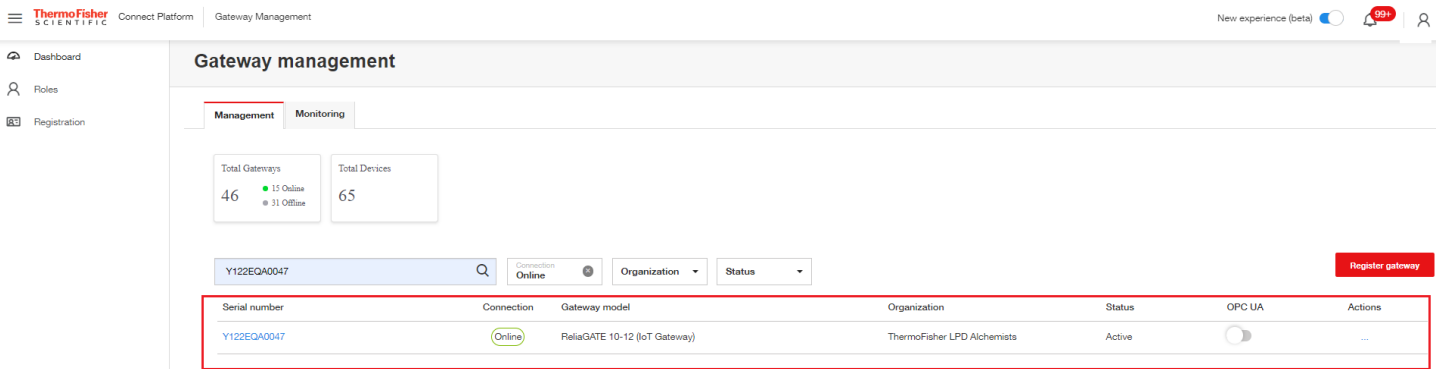 ThermoFisher
SCIENTIFIC
Connect Platform
Gateway Management
New experience (beta)
99+
Dashboard
Roles
Registration
Gateway management
Management
Monitoring
Total Gateways
46
15 Online
31 Offline
Total Devices
65
Y122EQA0047
Connection
Online
Organization
Status
Register gateway
Serial number Connection Gateway model Organization Status OPC UA Actions
Y122EQA0047 Online ReliaGATE 10-12 (IoT Gateway) ThermoFisher LPD Alchemists Active ...